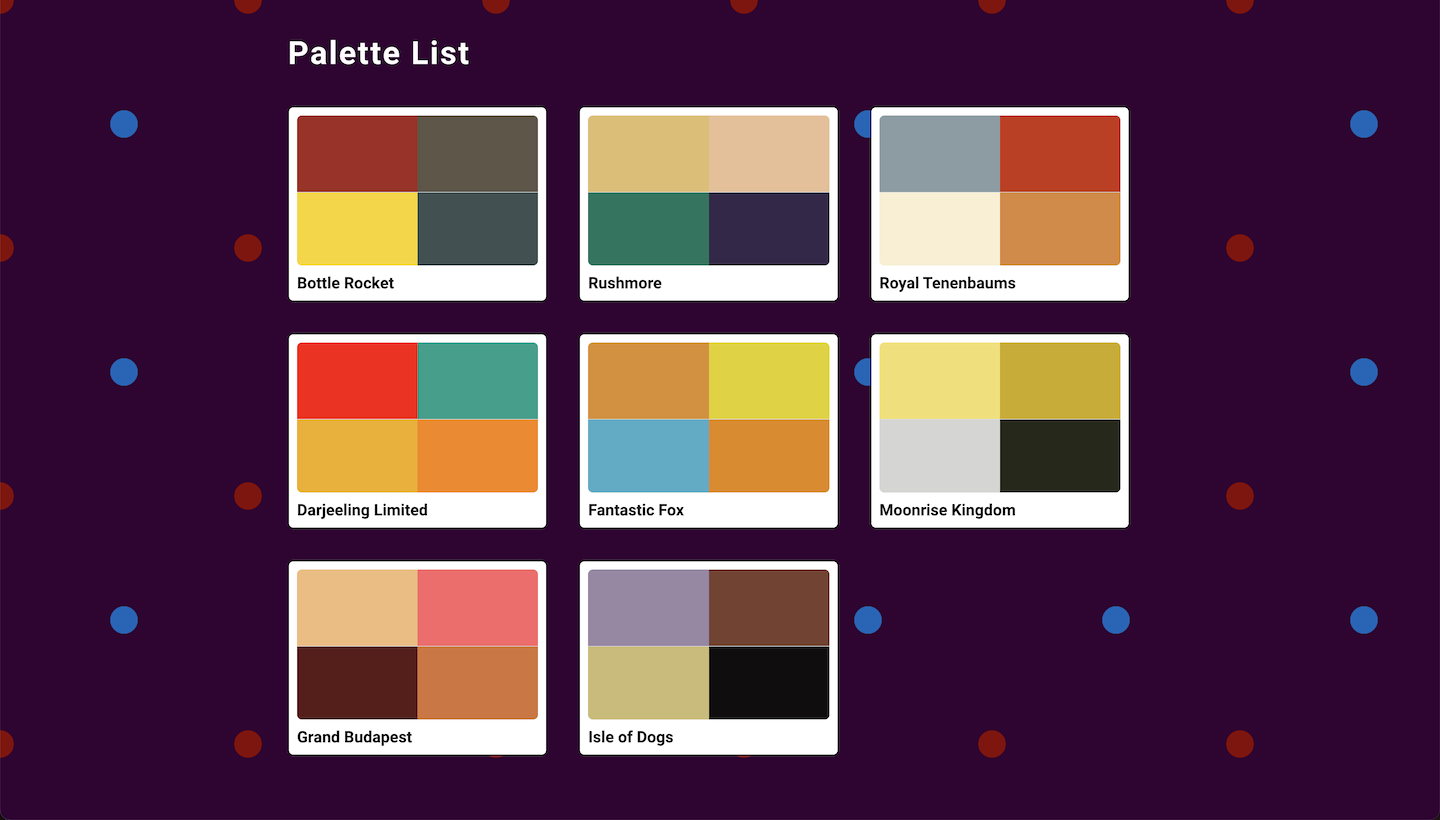 Palette List
Bottle Rocket
Rushmore
Royal Tenenbaums
Darjeeling Limited
Fantastic Fox
Moonrise Kingdom
Grand Budapest
Isle of Dogs